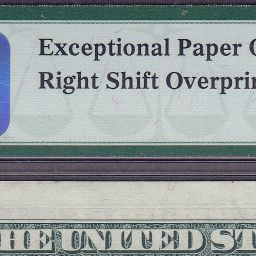 Exceptional Paper
Right Shift
THE UNITED